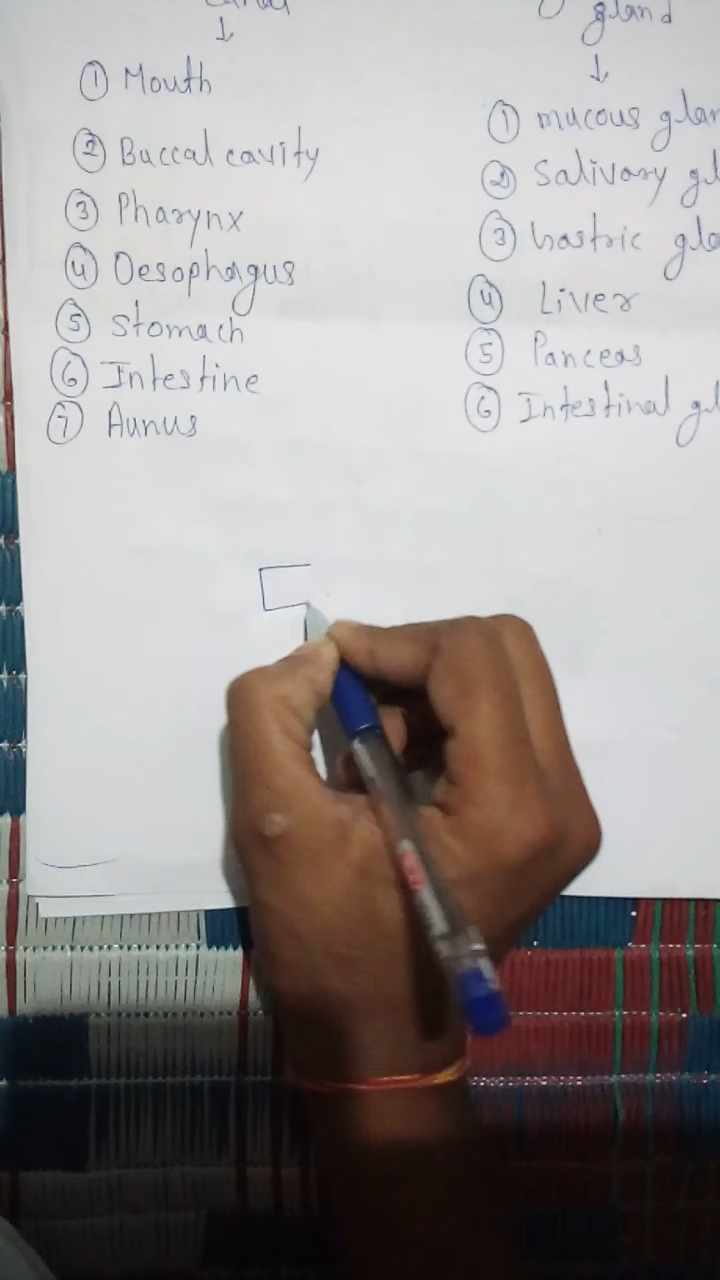 canal
gland
↓
↓
① Mouth
② Buccal cavity
③ Pharynx
④ Oesophagus
⑤ Stomach
⑥ Intestine
⑦ Aunus
① mucous glan
② Salivary gl
③ Gastric gla
④ Liver
⑤ Panceas
⑥ Intestinal gl